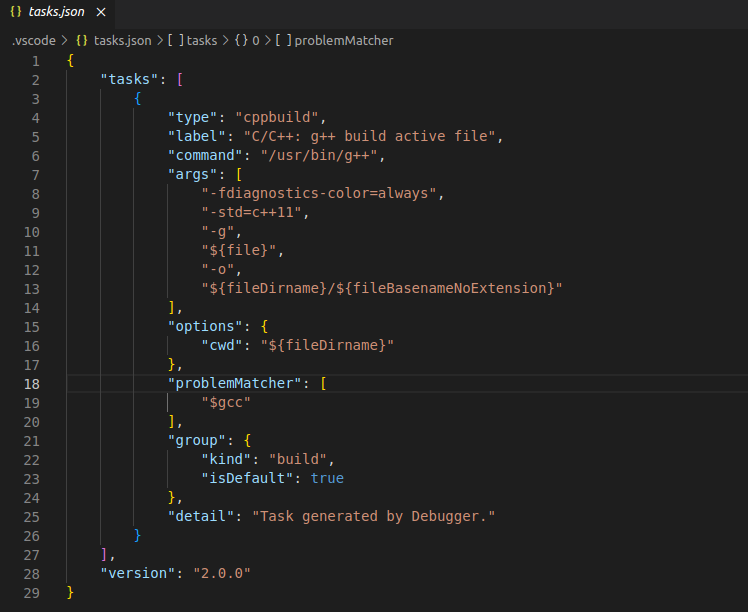 {} tasks.json ×
.vscode > {} tasks.json > [ ] tasks > {} 0 > [ ] problemMatcher
1 {
2     "tasks": [
3         {
4             "type": "cppbuild",
5             "label": "C/C++: g++ build active file",
6             "command": "/usr/bin/g++",
7             "args": [
8                 "-fdiagnostics-color=always",
9                 "-std=c++11",
10                 "-g",
11                 "${file}",
12                 "-o",
13                 "${fileDirname}/${fileBasenameNoExtension}"
14             ],
15             "options": {
16                 "cwd": "${fileDirname}"
17             },
18             "problemMatcher": [
19                 "$gcc"
20             ],
21             "group": {
22                 "kind": "build",
23                 "isDefault": true
24             },
25             "detail": "Task generated by Debugger."
26         }
27     ],
28     "version": "2.0.0"
29 }